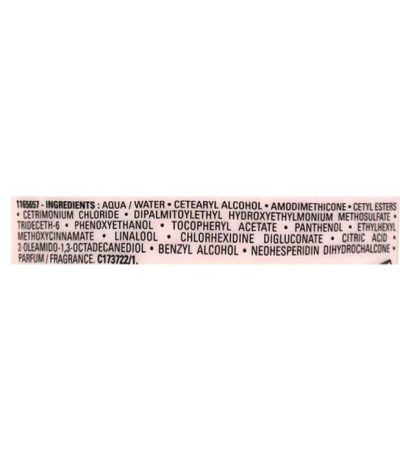 1165657 - INGREDIENTS : AQUA / WATER • CETEARYL ALCOHOL • AMODIMETHICONE • CETYL ESTERS
• CETRIMONIUM CHLORIDE • DIPALMITOYLETHYL HYDROXYETHYLMONIUM METHOSULFATE •
TRIDECETH-6 • PHENOXYETHANOL • TOCOPHERYL ACETATE • PANTHENOL • ETHYLHEXYL
METHOXYCINNAMATE • LINALOOL • CHLORHEXIDINE DIGLUCONATE • CITRIC ACID •
2-OLEAMIDO-1,3-OCTADECANEDIOL • BENZYL ALCOHOL • NEOHESPERIDIN DIHYDROCHALCONE •
PARFUM / FRAGRANCE. C173722/1.